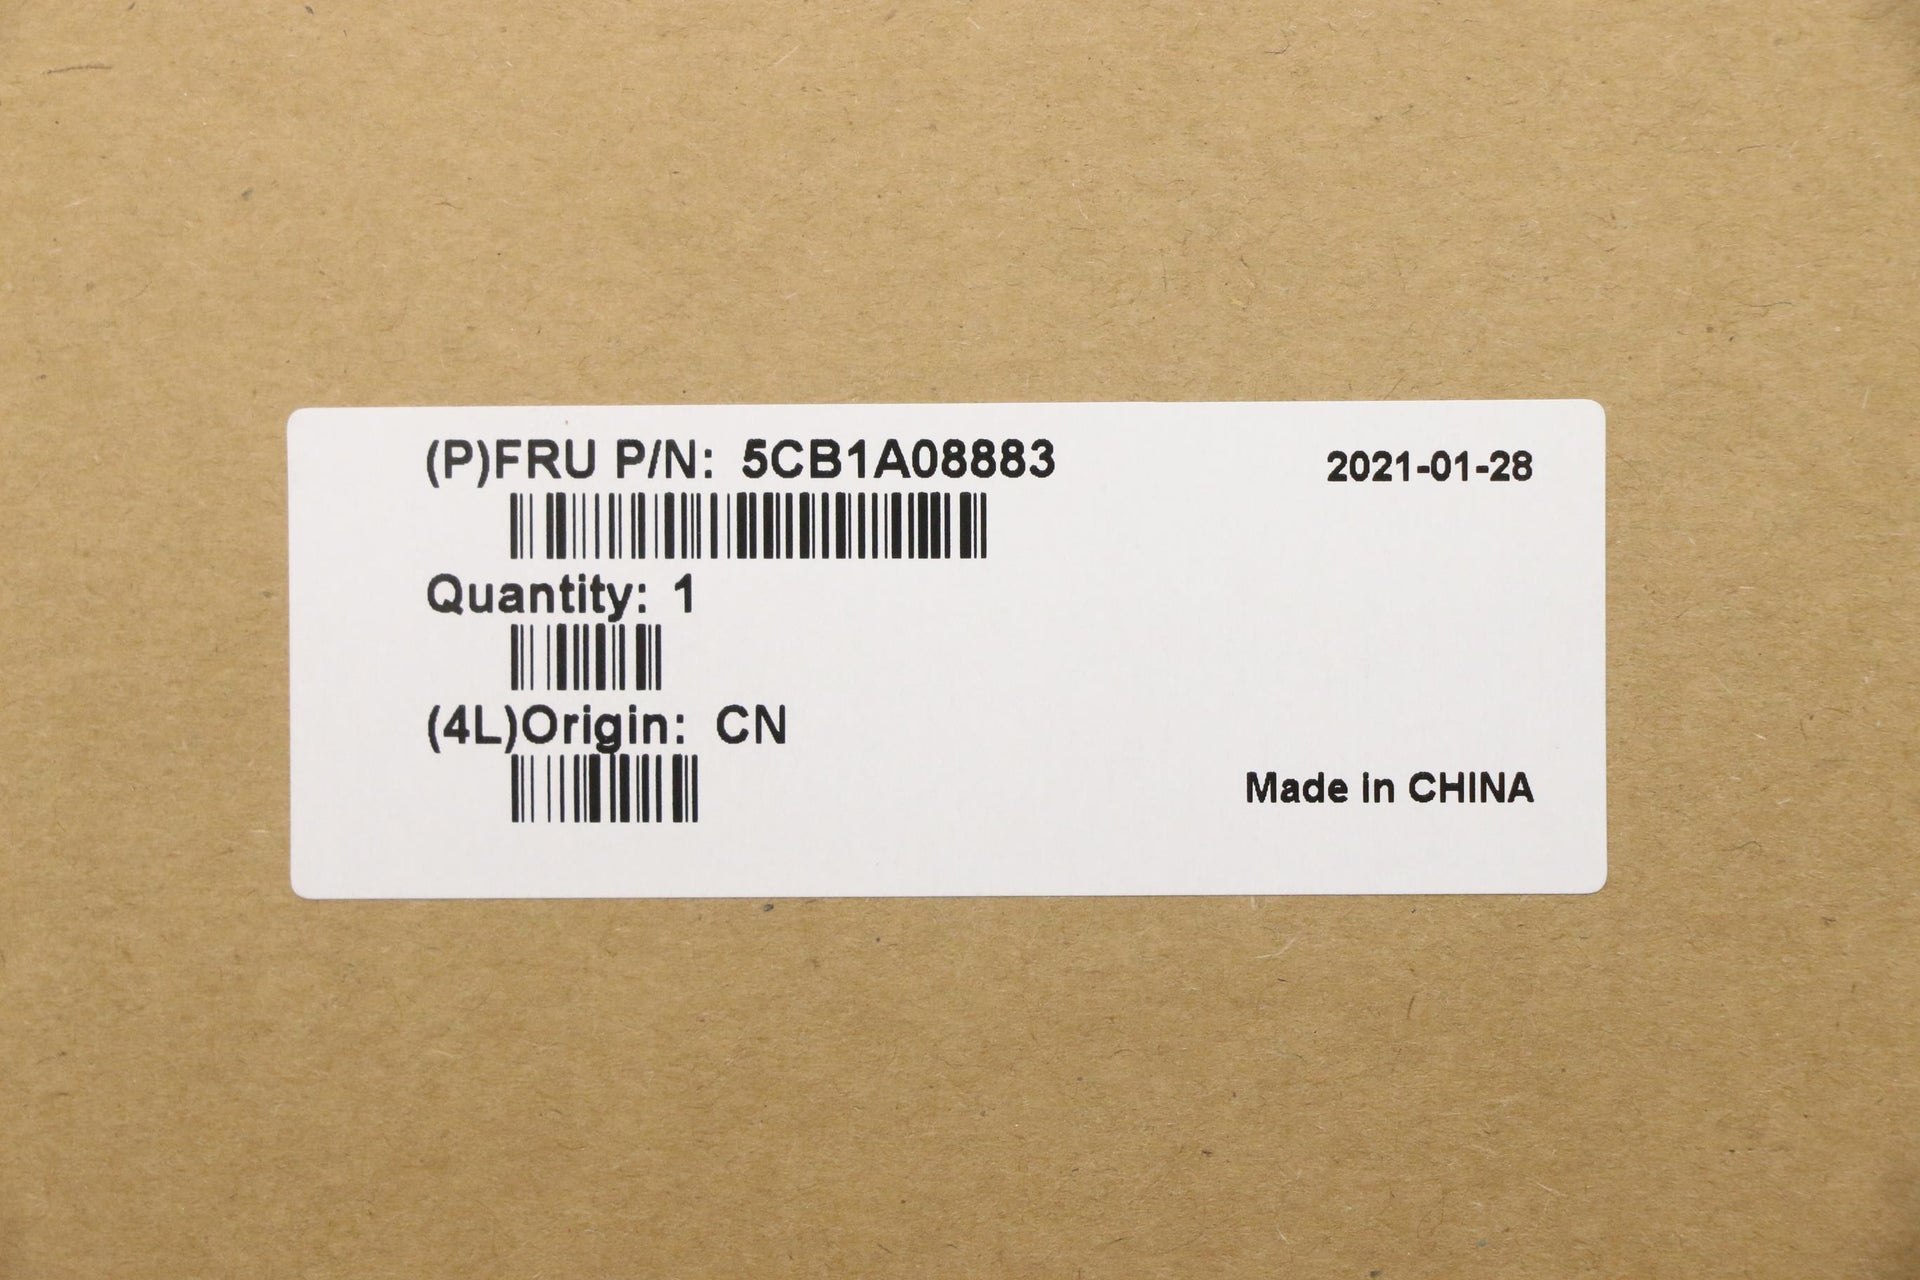 (P)FRU P/N: 5CB1A08883
2021-01-28
Quantity: 1
(4L)Origin: CN
Made in CHINA